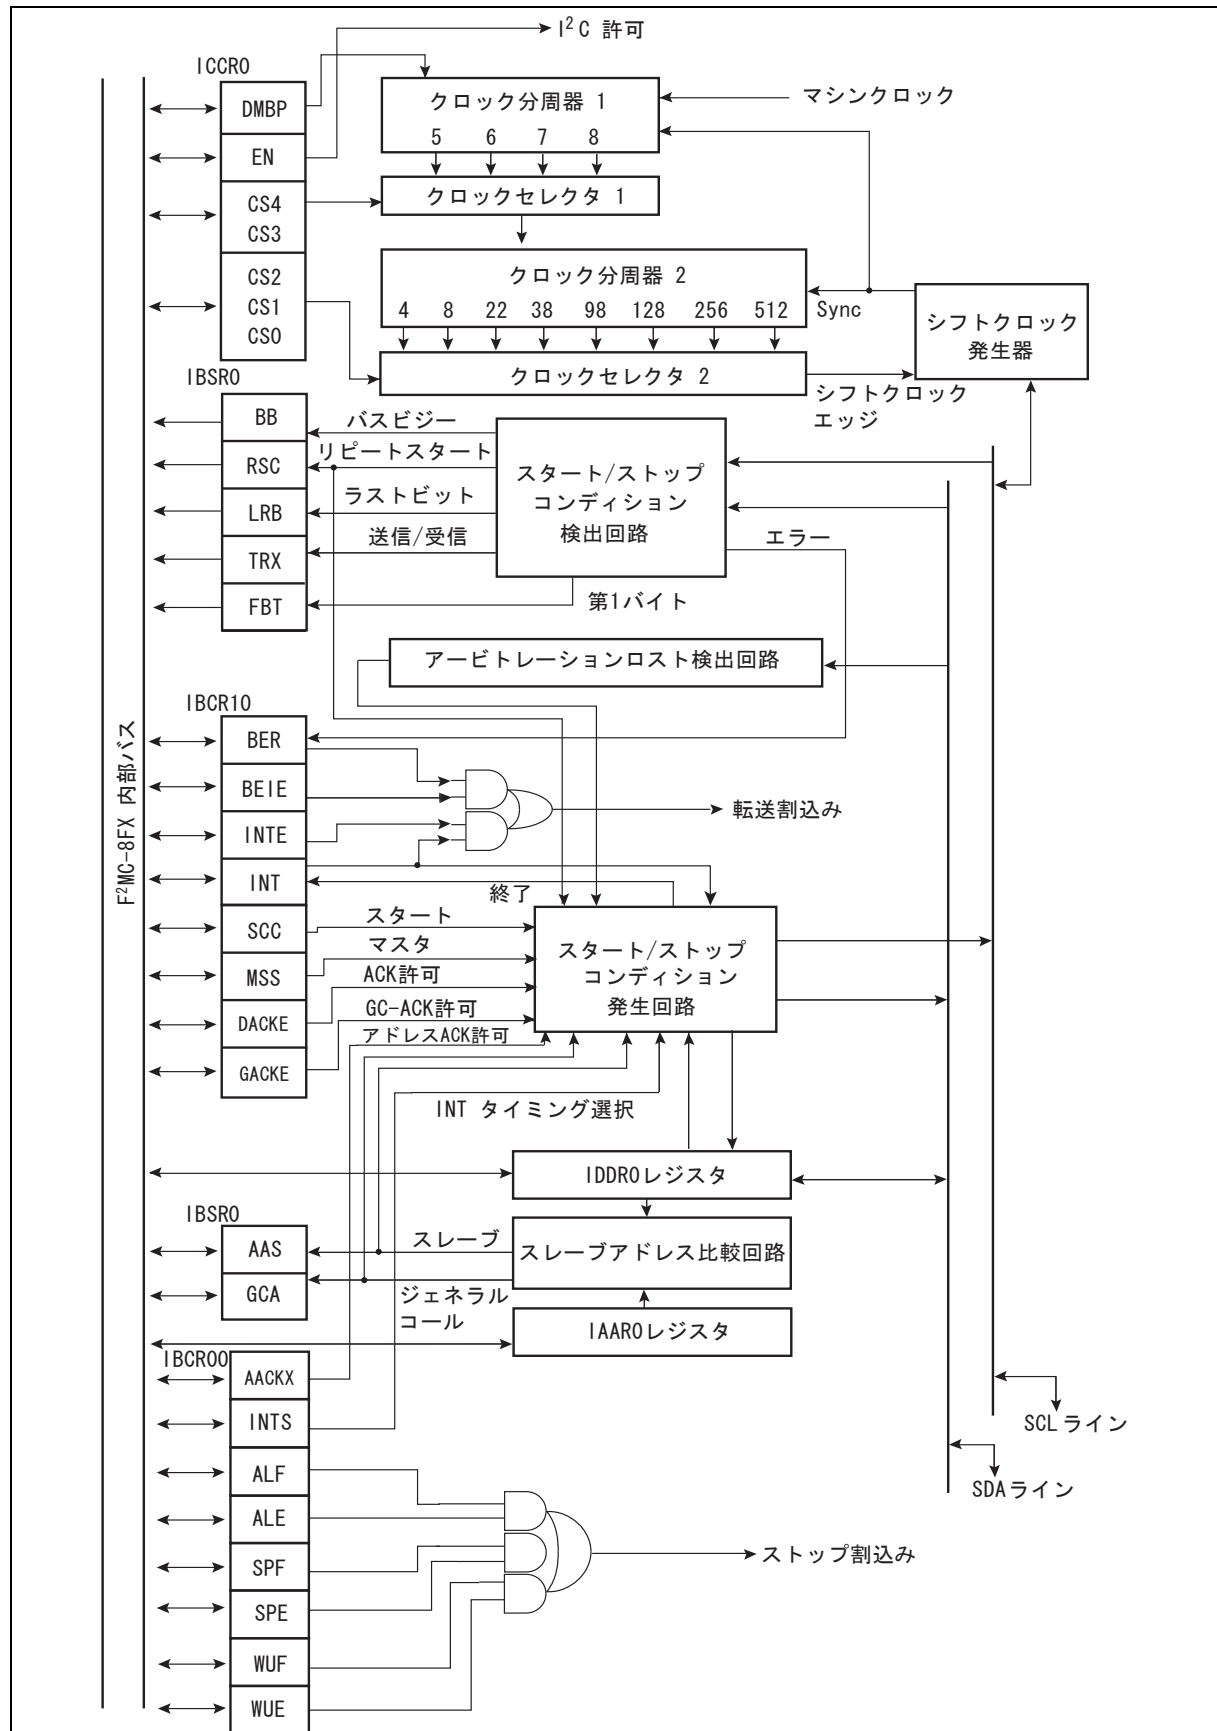 I²C 許可
ICCR0
DMBP
クロック分周器 1
マシンクロック
5 6 7 8
EN
CS4
CS3
クロックセレクタ 1
CS2
CS1
CS0
クロック分周器 2
4 8 22 38 98 128 256 512
Sync
シフトクロック
発生器
クロックセレクタ 2
シフトクロック
エッジ
IBSR0
BB
バスビジー
RSC
リピートスタート
LRB
ラストビット
TRX
送信/受信
FBT
第1バイト
スタート/ストップ
コンディション
検出回路
エラー
アービトレーションロスト検出回路
F²MC-8FX 内部バス
IBCR10
BER
BEIE
INTE
INT
転送割込み
終了
SCC
スタート
MSS
マスタ
DACKE
ACK許可
GACKE
GC-ACK許可
アドレスACK許可
スタート/ストップ
コンディション
発生回路
INT タイミング選択
IDDR0レジスタ
IBSR0
AAS
スレーブ
スレーブアドレス比較回路
GCA
ジェネラル
コール
IAAR0レジスタ
IBCR00
AACKX
INTS
SCL ライン
SDA ライン
ALF
ALE
SPF
SPE
WUF
WUE
ストップ割込み